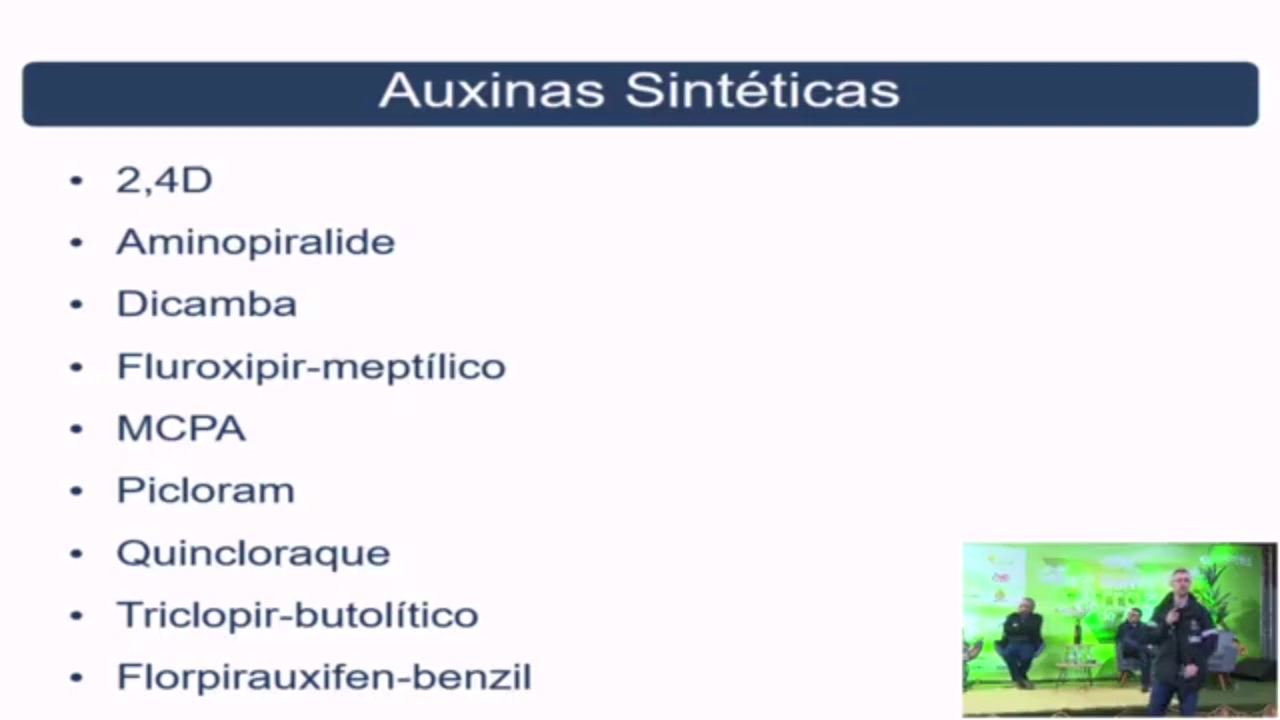 Auxinas Sintéticas
• 2,4D
• Aminopiralide
• Dicamba
• Fluroxipir-meptílico
• MCPA
• Picloram
• Quincloraque
• Triclopir-butolítico
• Florpirauxifen-benzil